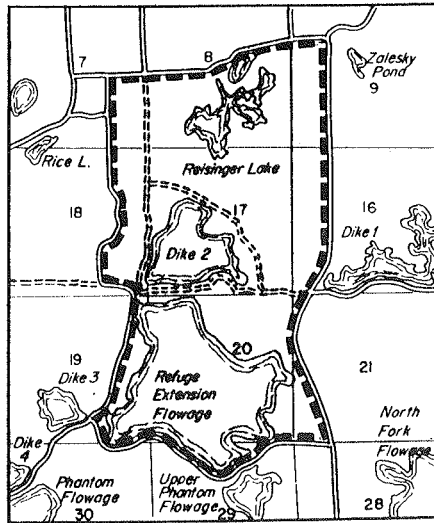 7
8
Zalesky
Pond
9
Rice L.
Reisinger Lake
18
17
16
Dike 1
Dike 2
19
20
21
Dike 3
Refuge
Extension
Flowage
North
Fork
Flowage
Dike
4
Phantom
Flowage
30
Upper
Phantom
Flowage
29
28